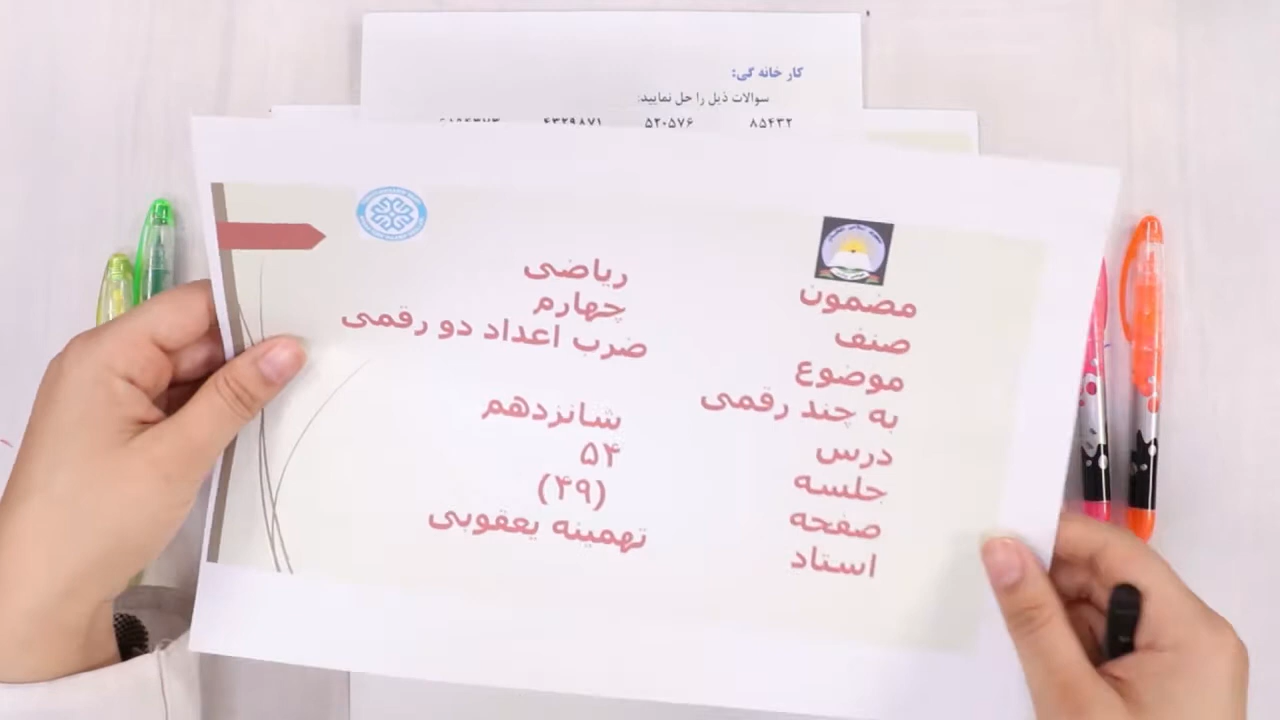 کار خانه گی:
سوالات ذیل را حل نمایید:
۸۵۴۳۲ ۵۲۰۵۷۶ ۴۳۲۹۸۷۱
مضمون ریاضی
صنف چهارم
موضوع ضرب اعداد دو رقمی
به چند رقمی
درس شانزدهم
جلسه ۵۴
صفحه (۴۹)
استاد تهمینه یعقوبی